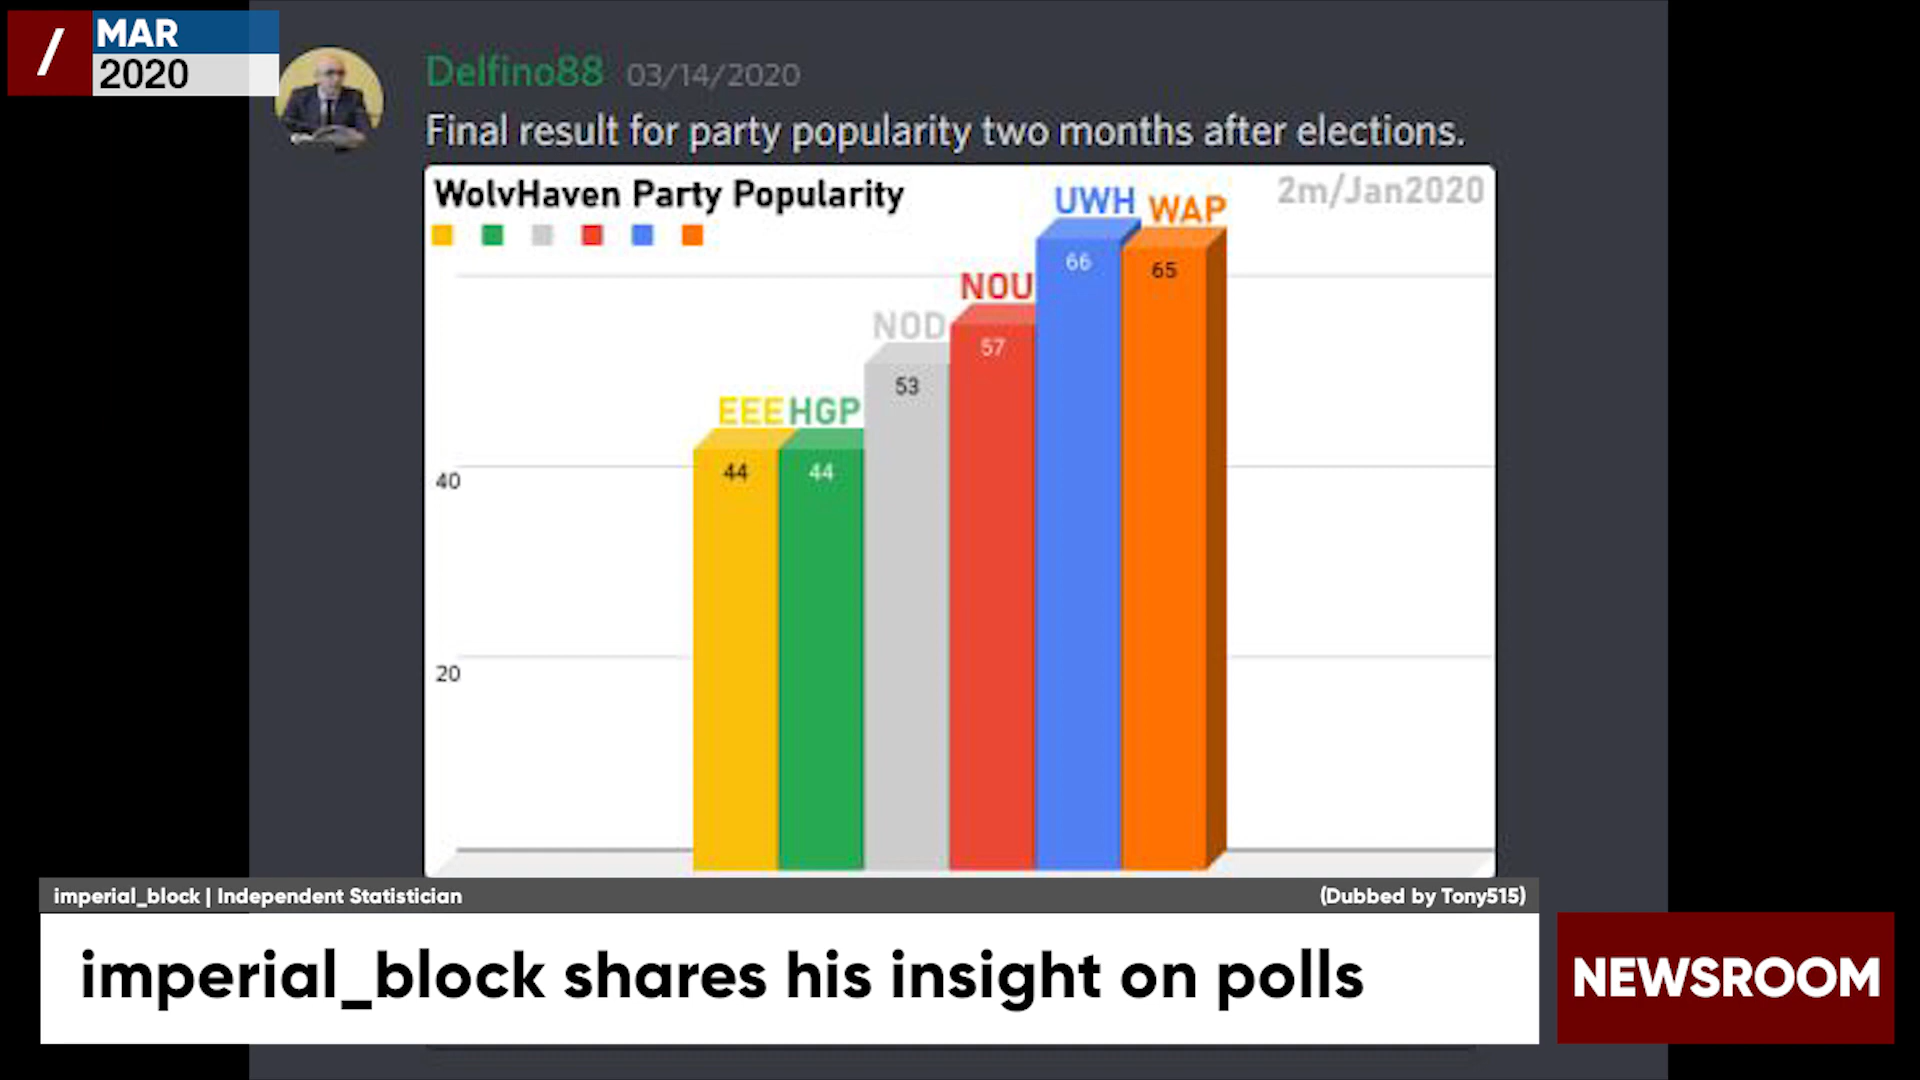 / MAR
2020
Delfino88 03/14/2020
Final result for party popularity two months after elections.
WolvHaven Party Popularity
2m/Jan2020
UWH
WAP
66
65
NOU
57
NOD
53
EEE HGP
44
44
40
20
imperial_block | Independent Statistician
(Dubbed by Tony515)
imperial_block shares his insight on polls
NEWSROOM